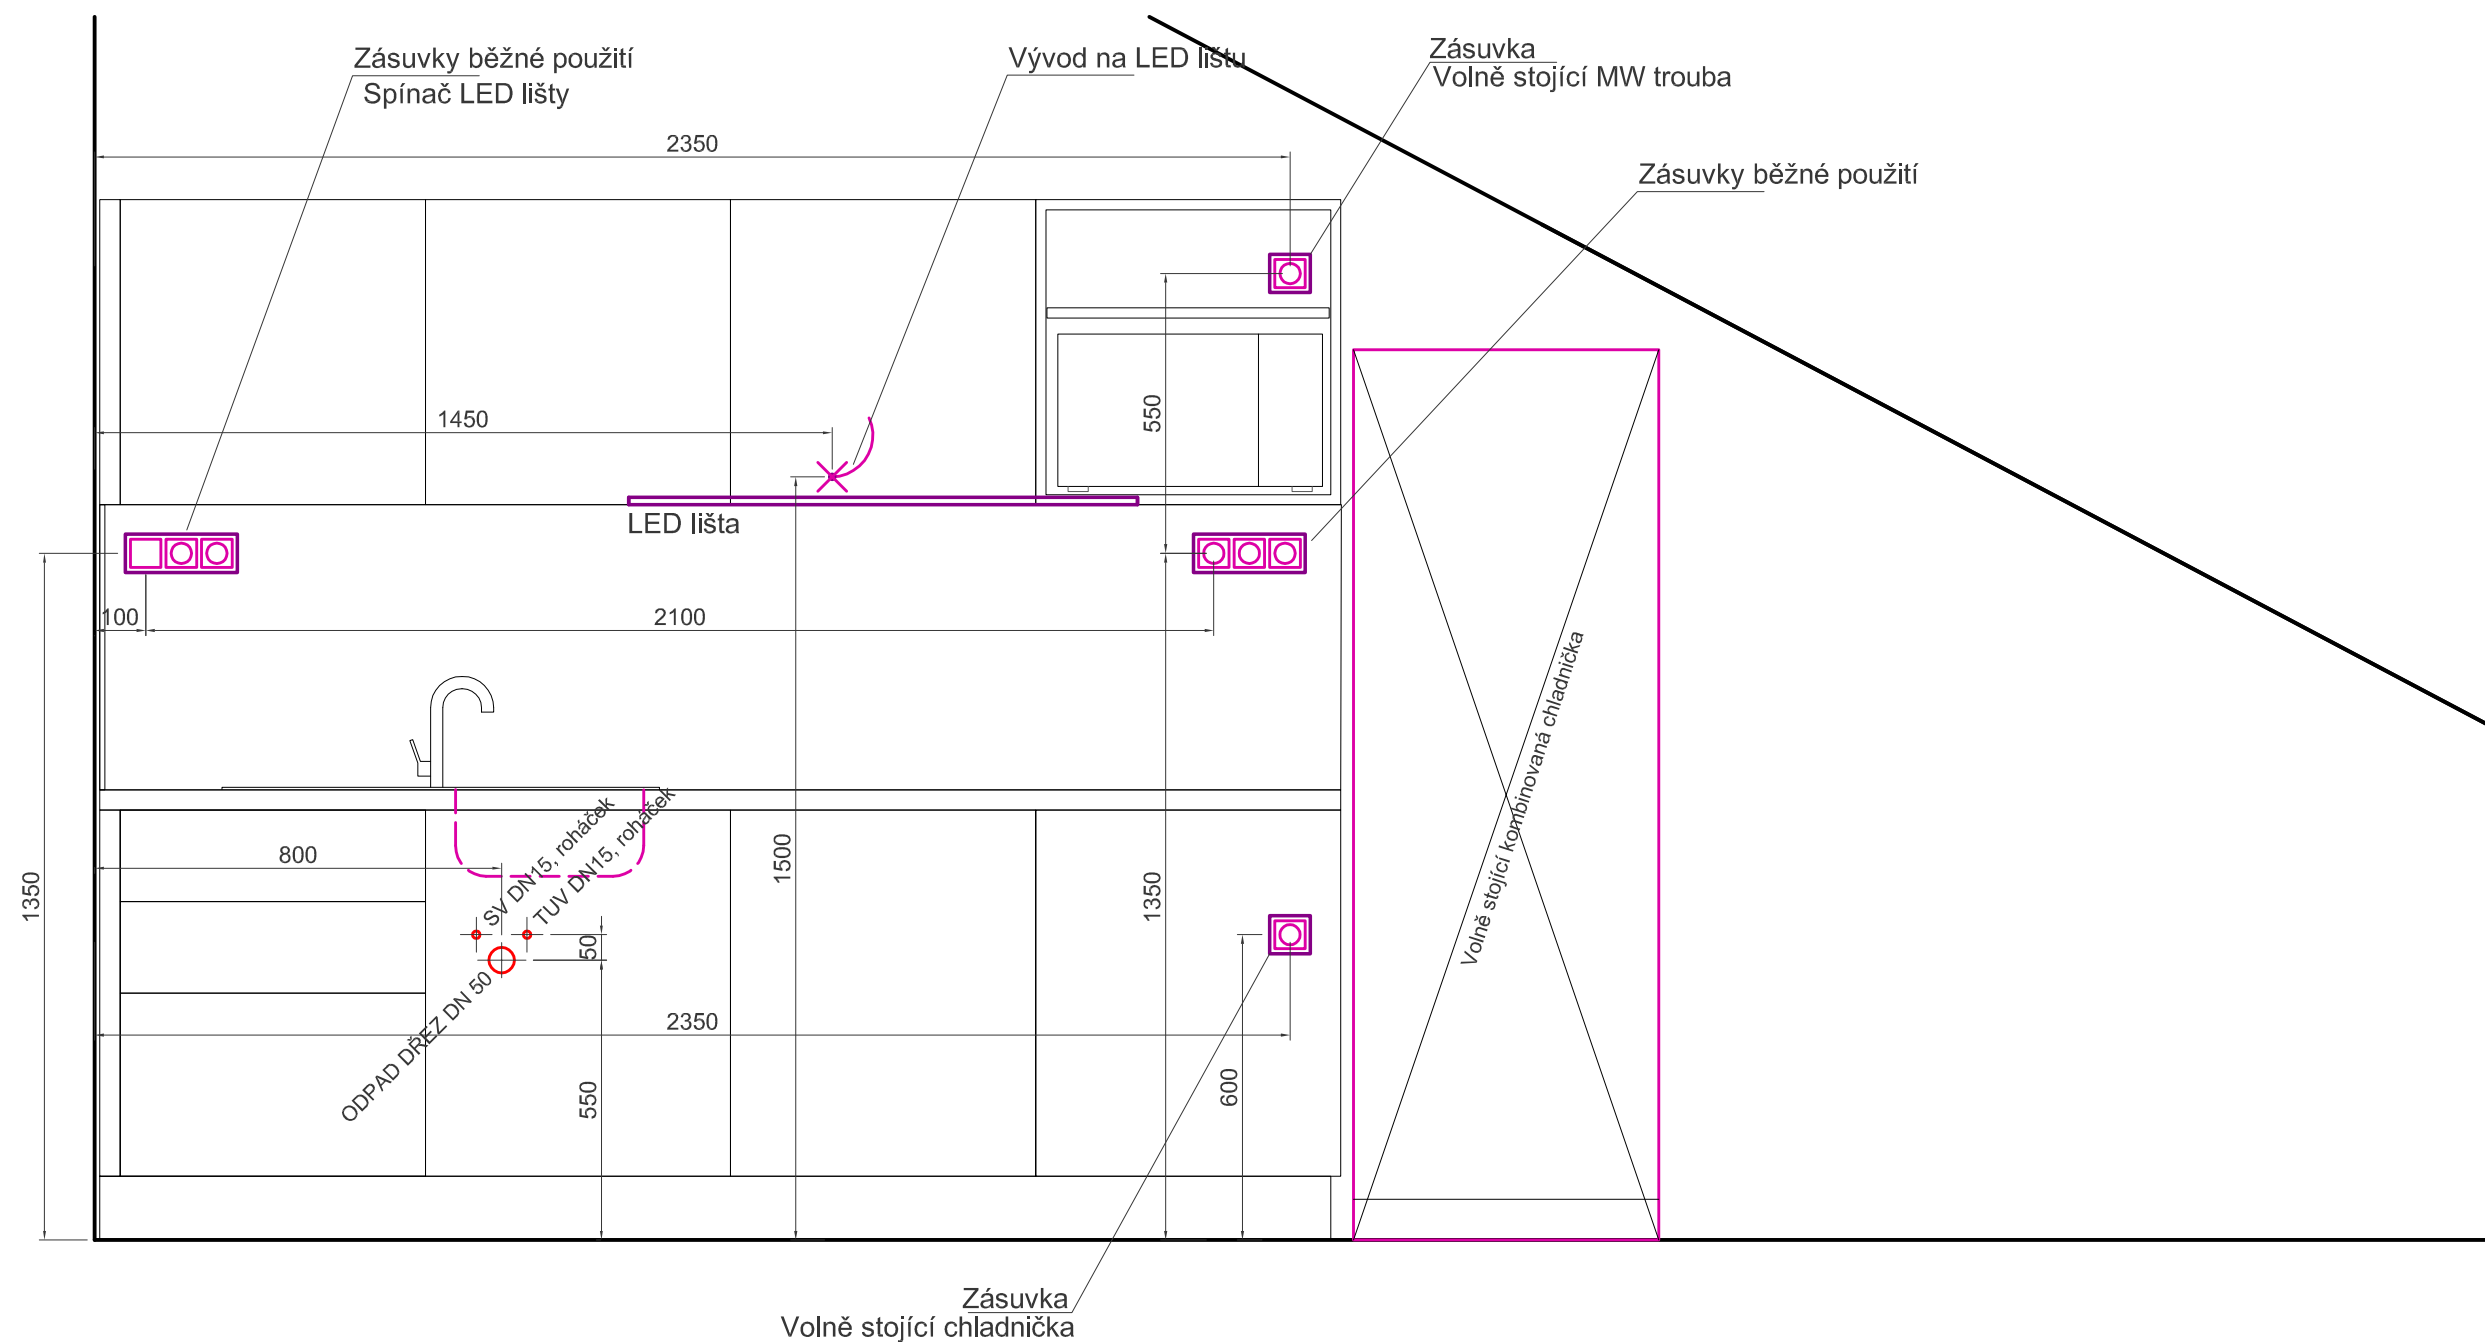 Zásuvky běžné použití
Spínač LED lišty
Vývod na LED lištu
Zásuvka
Volně stojící MW trouba
2350
Zásuvky běžné použití
1450
550
LED lišta
100
2100
Volně stojící kombinovaná chladnička
SV DN15, roháček
TUV DN15, roháček
800
1350
1500
1350
50
ODPAD DŘEZ DN 50
2350
550
600
Zásuvka
Volně stojící chladnička